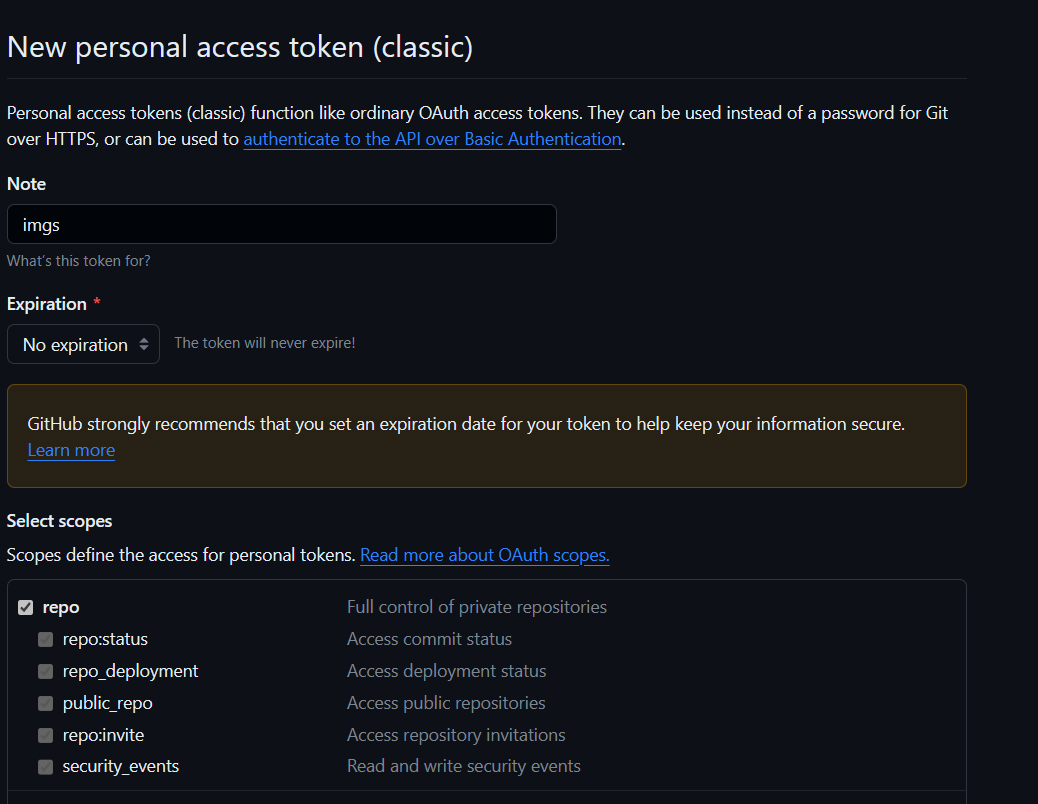 New personal access token (classic)
Personal access tokens (classic) function like ordinary OAuth access tokens. They can be used instead of a password for Git
over HTTPS, or can be used to authenticate to the API over Basic Authentication.
Note
imgs
What's this token for?
Expiration *
No expiration The token will never expire!
GitHub strongly recommends that you set an expiration date for your token to help keep your information secure.
Learn more
Select scopes
Scopes define the access for personal tokens. Read more about OAuth scopes.
repo Full control of private repositories
repo:status Access commit status
repo_deployment Access deployment status
public_repo Access public repositories
repo:invite Access repository invitations
security_events Read and write security events